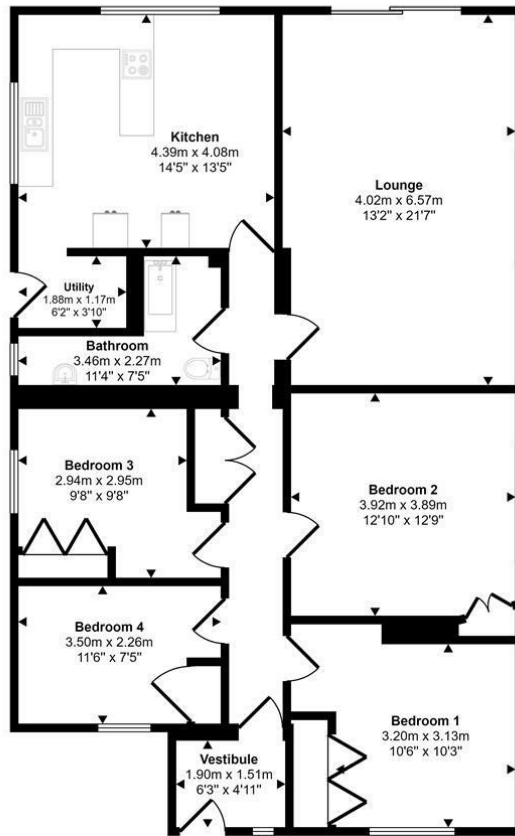 Kitchen
4.39m x 4.08m
14'5" x 13'5"
Lounge
4.02m x 6.57m
13'2" x 21'7"
Utility
1.88m x 1.17m
6'2" x 3'10"
Bathroom
3.46m x 2.27m
11'4" x 7'5"
Bedroom 3
2.94m x 2.95m
9'8" x 9'8"
Bedroom 2
3.92m x 3.89m
12'10" x 12'9"
Bedroom 4
3.50m x 2.26m
11'6" x 7'5"
Bedroom 1
3.20m x 3.13m
10'6" x 10'3"
Vestibule
1.90m x 1.51m
6'3" x 4'11"